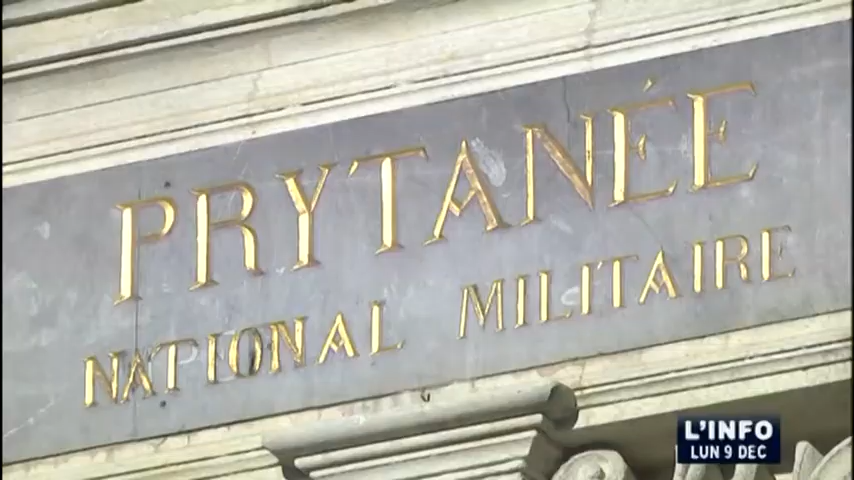 PRYTANÉE
NATIONAL MILITAIRE
L'INFO
LUN 9 DEC